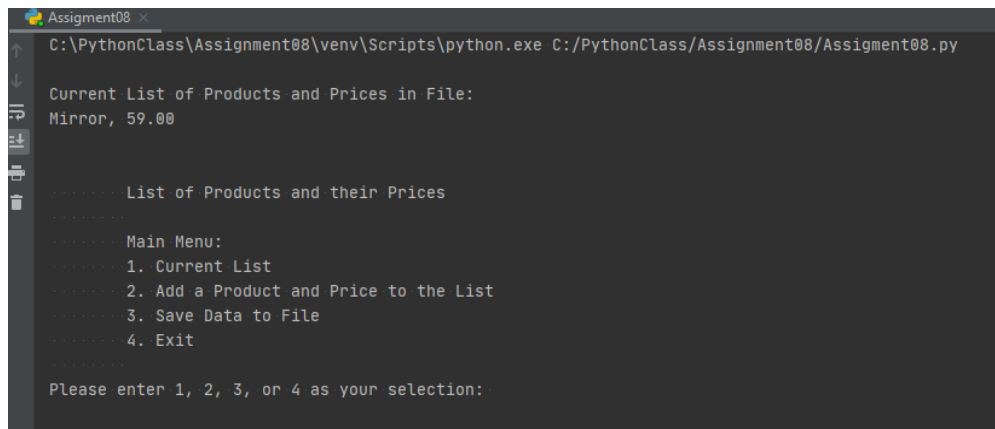 Assigment08
C:\PythonClass\Assignment08\venv\Scripts\python.exe C:/PythonClass/Assignment08/Assigment08.py
Current List of Products and Prices in File:
Mirror, 59.00
List of Products and their Prices
Main Menu:
1. Current List
2. Add a Product and Price to the List
3. Save Data to File
4. Exit
Please enter 1, 2, 3, or 4 as your selection: